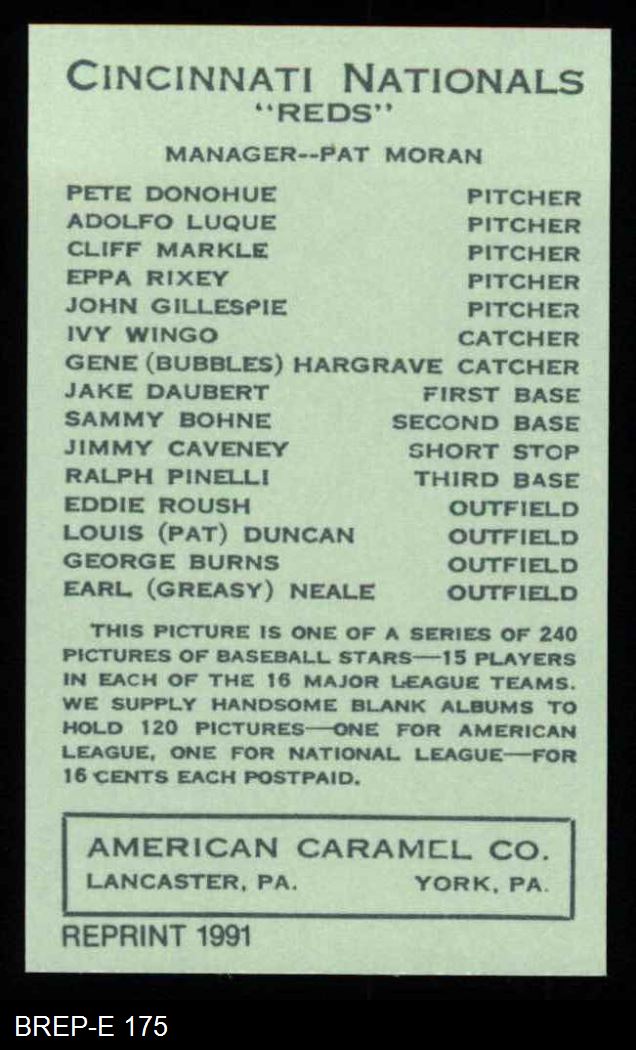 CINCINNATI NATIONALS
"REDS"
MANAGER--PAT MORAN
PETE DONOHUE PITCHER
ADOLFO LUQUE PITCHER
CLIFF MARKLE PITCHER
EPPA RIXEY PITCHER
JOHN GILLESPIE PITCHER
IVY WINGO CATCHER
GENE (BUBBLES) HARGRAVE CATCHER
JAKE DAUBERT FIRST BASE
SAMMY BOHNE SECOND BASE
JIMMY CAVENEY SHORT STOP
RALPH PINELLI THIRD BASE
EDDIE ROUSH OUTFIELD
LOUIS (PAT) DUNCAN OUTFIELD
GEORGE BURNS OUTFIELD
EARL (GREASY) NEALE OUTFIELD
THIS PICTURE IS ONE OF A SERIES OF 240
PICTURES OF BASEBALL STARS—15 PLAYERS
IN EACH OF THE 16 MAJOR LEAGUE TEAMS.
WE SUPPLY HANDSOME BLANK ALBUMS TO
HOLD 120 PICTURES—ONE FOR AMERICAN
LEAGUE, ONE FOR NATIONAL LEAGUE—FOR
16 CENTS EACH POSTPAID.
AMERICAN CARAMEL CO.
LANCASTER, PA. YORK, PA.
REPRINT 1991
BREP-E 175